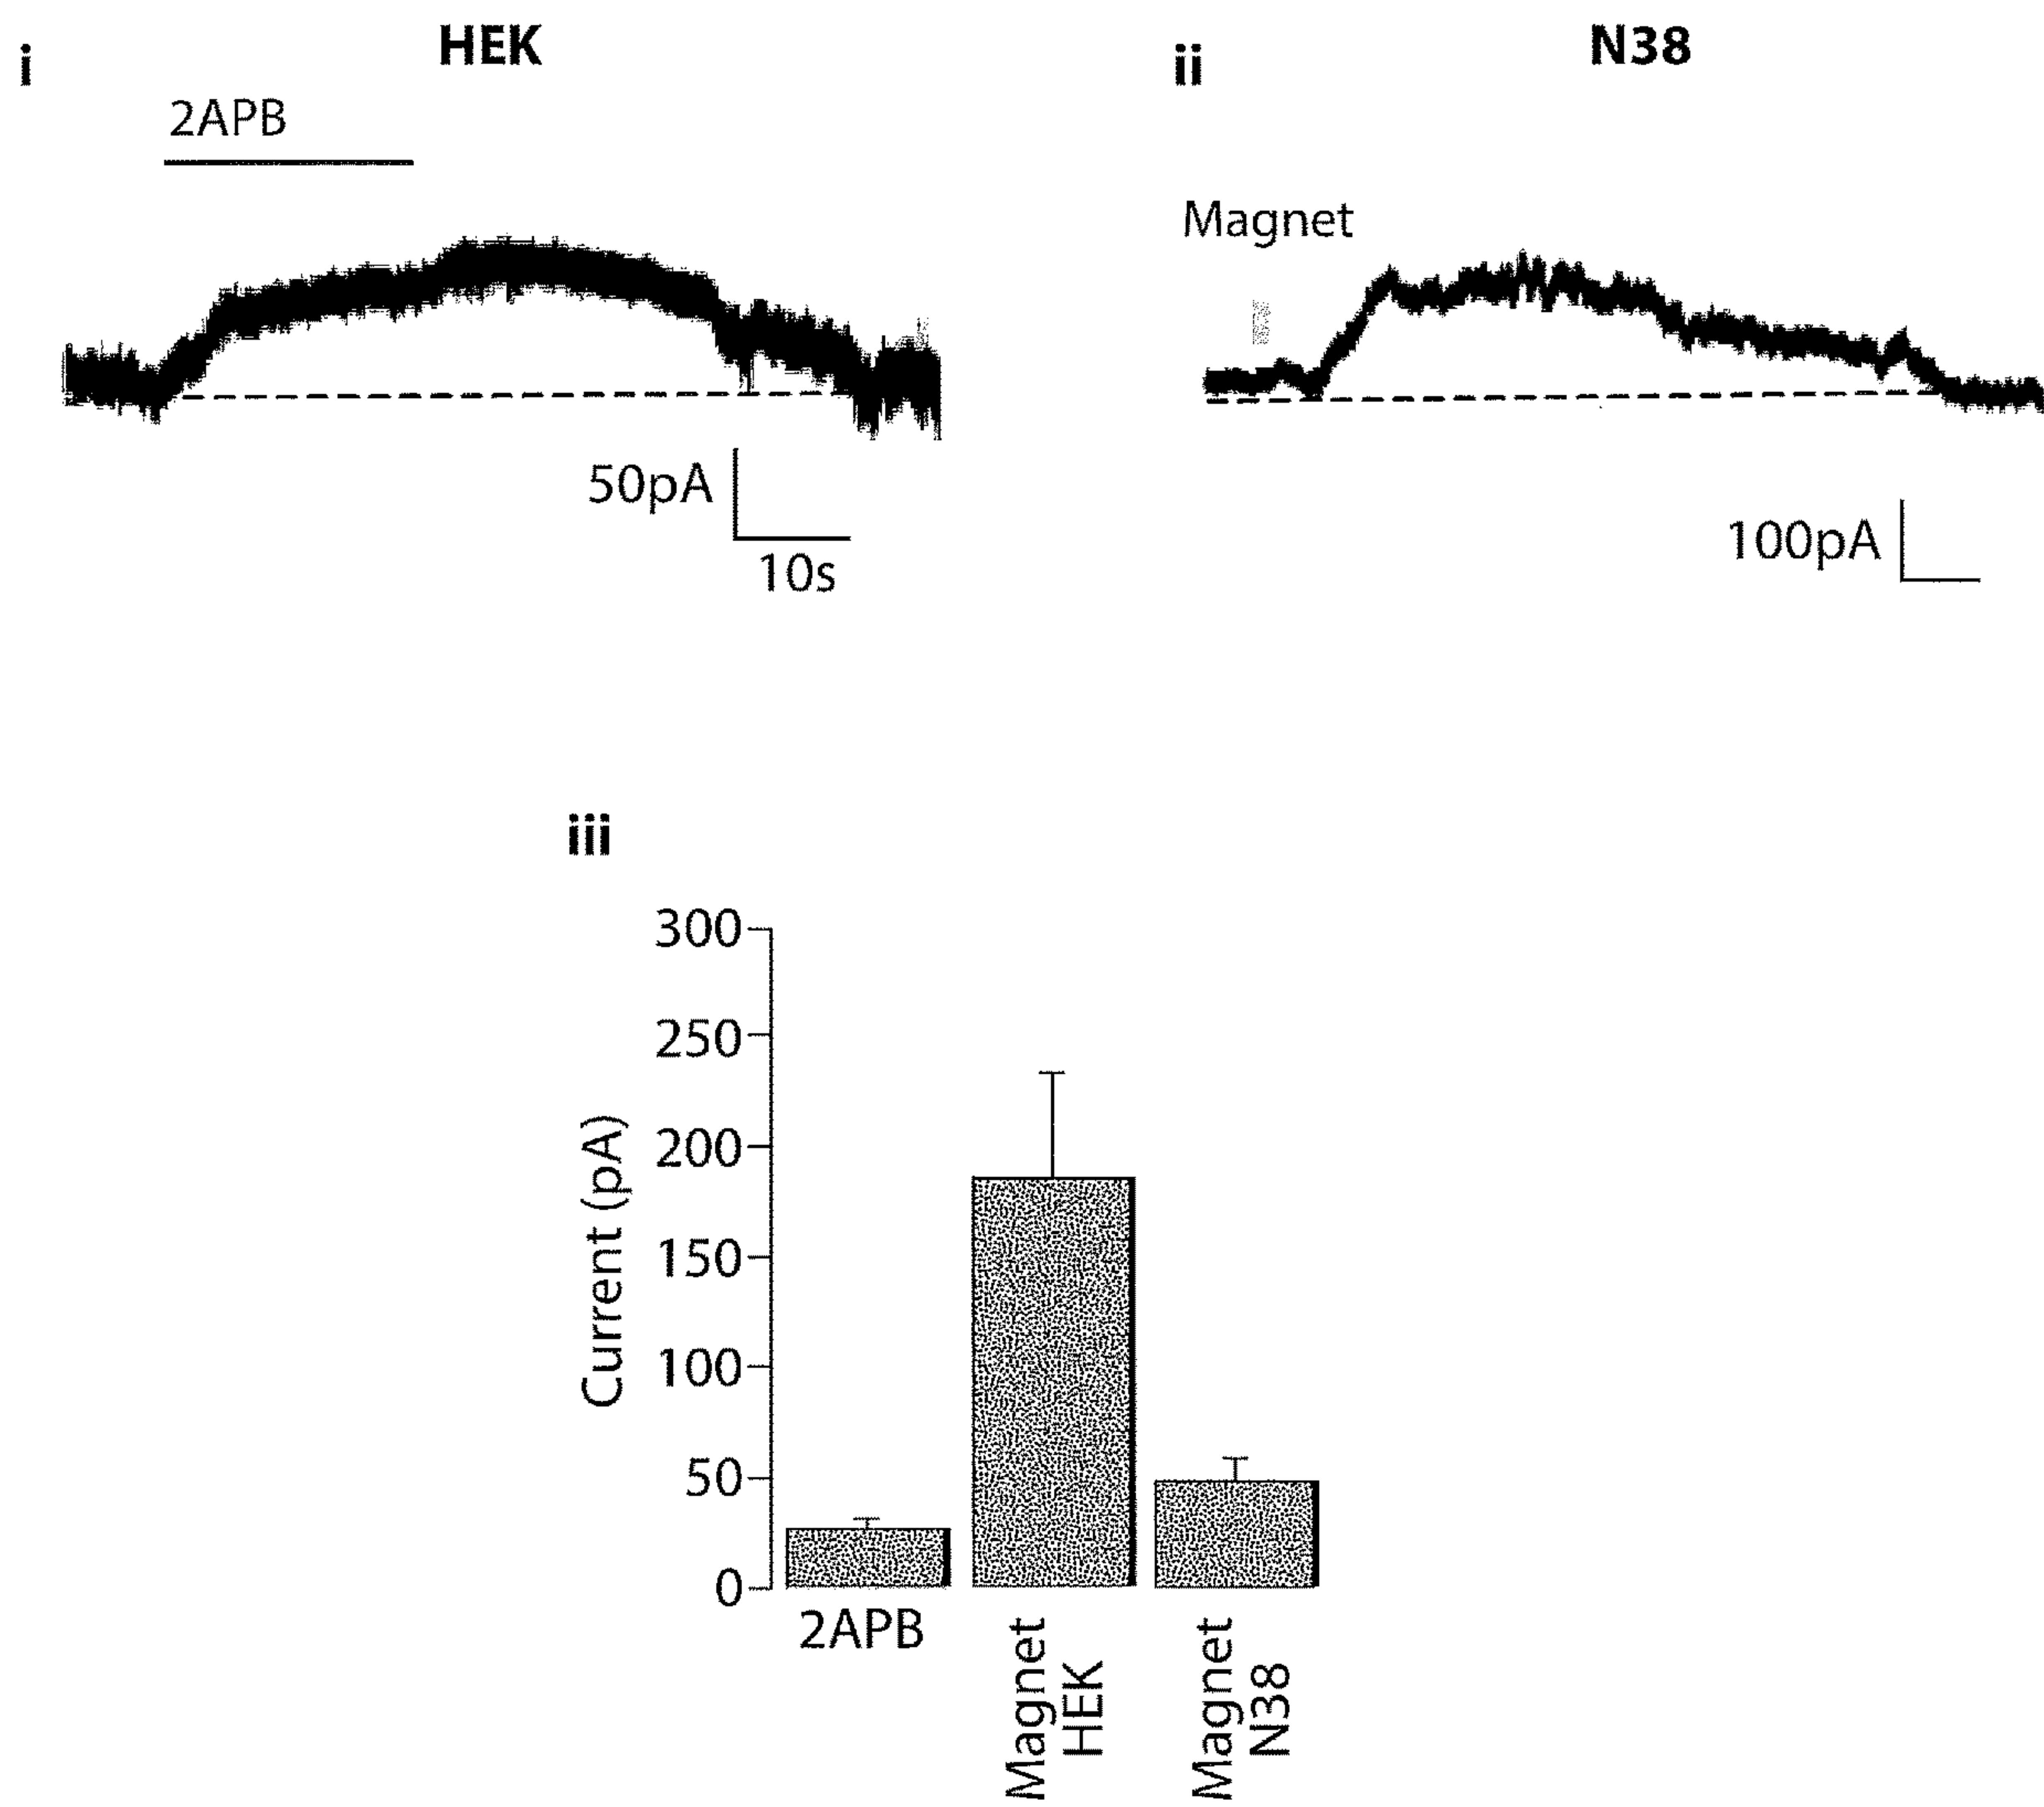 i
HEK
2APB
50pA
10s
ii
N38
Magnet
100pA
iii
Current (pA)
300
250
200
150
100
50
0
2APB
Magnet
HEK
Magnet
N38